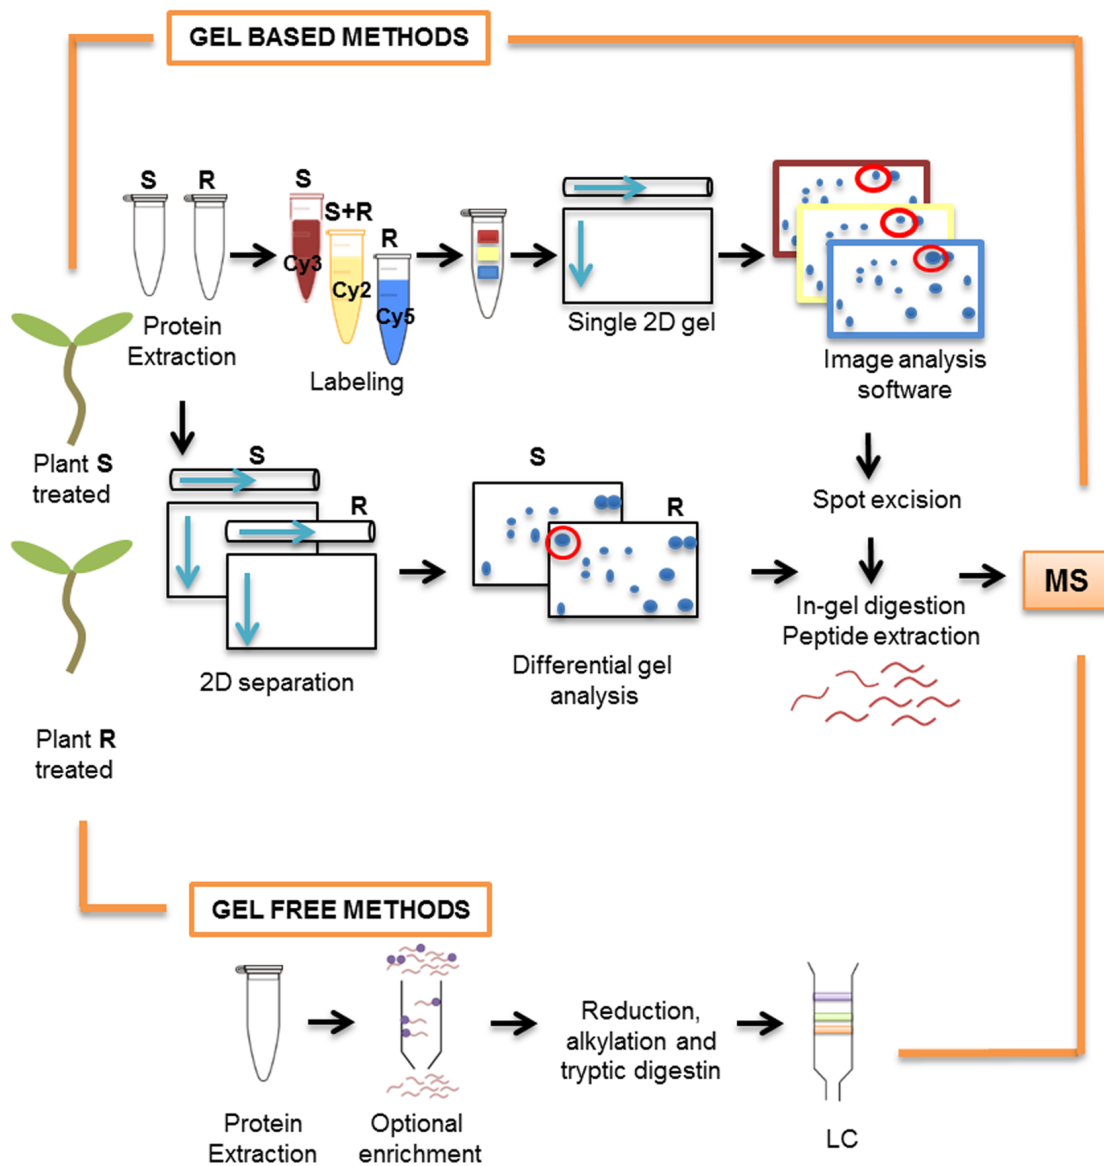 GEL BASED METHODS
S
R
S
S+R
R
Cy3
Cy2
Cy5
Protein
Extraction
Labeling
Single 2D gel
Image analysis
software
Plant S
treated
S
R
2D separation
S
R
Differential gel
analysis
Spot excision
In-gel digestion
Peptide extraction
MS
Plant R
treated
GEL FREE METHODS
Protein
Extraction
Optional
enrichment
Reduction,
alkylation and
tryptic digestin
LC